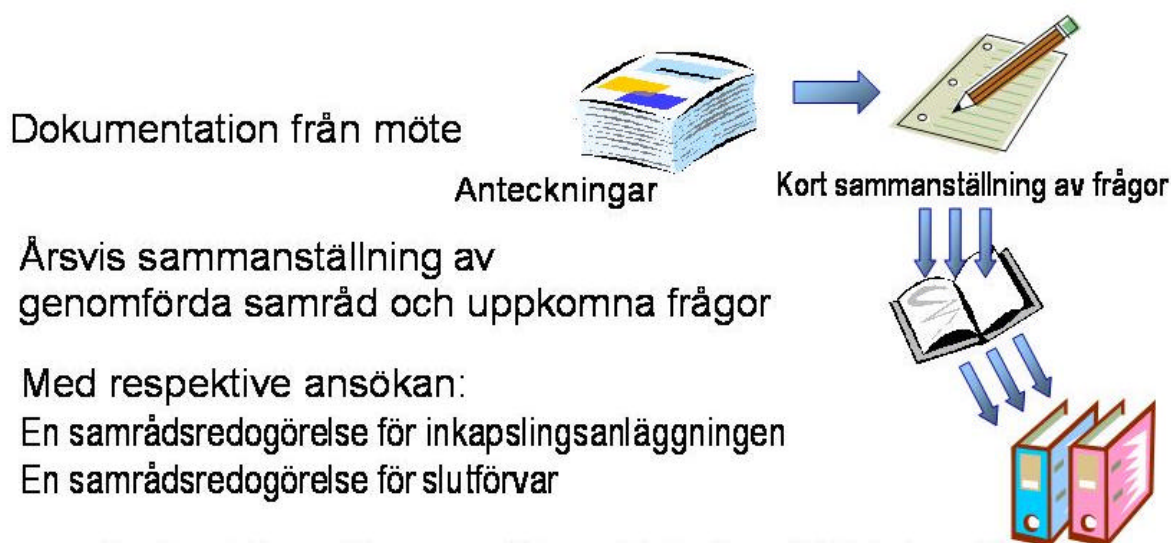 Dokumentation från möte
Anteckningar
Kort sammanställning av frågor
Årsvis sammanställning av
genomförda samråd och uppkomna frågor
Med respektive ansökan:
En samrådsredogörelse för inkapslingsanläggningen
En samrådsredogörelse för slutförvar